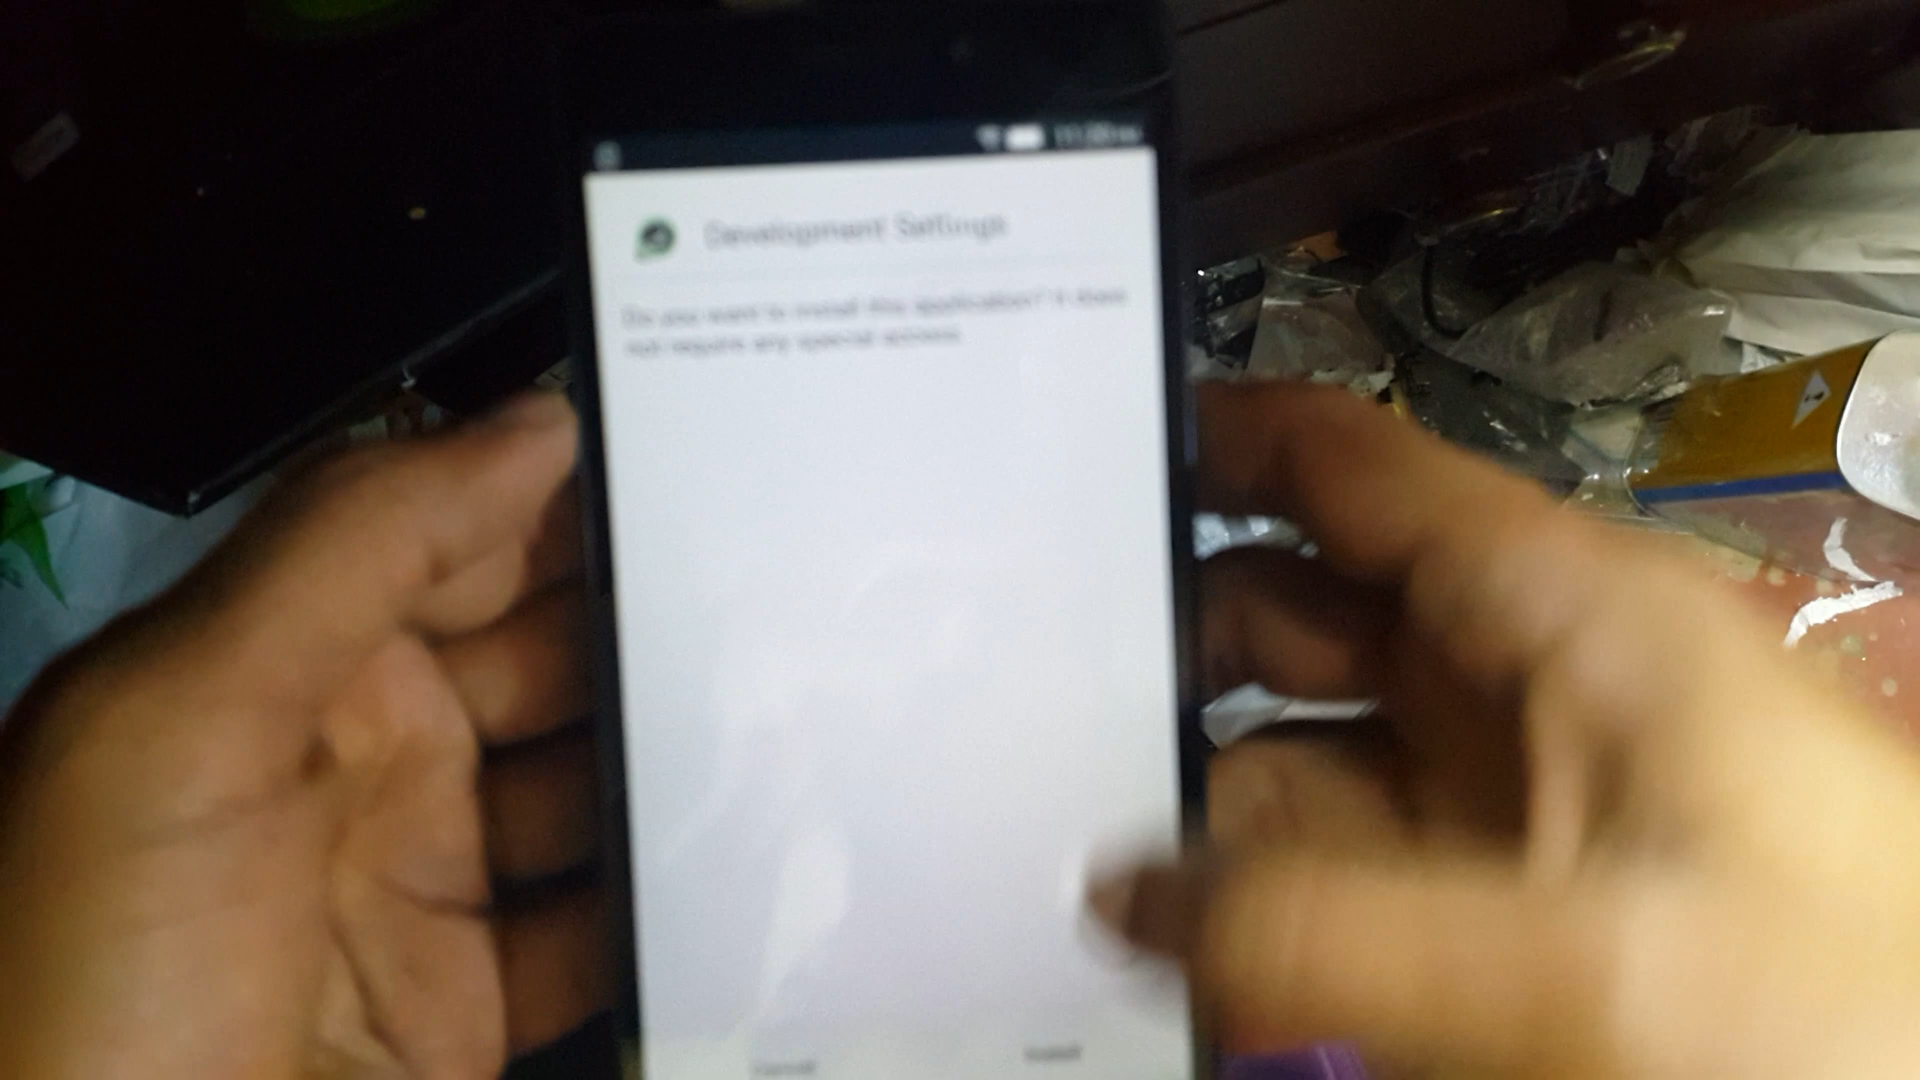 Development Settings
Do you want to install this application? It does
not require any special access.
Cancel
Install